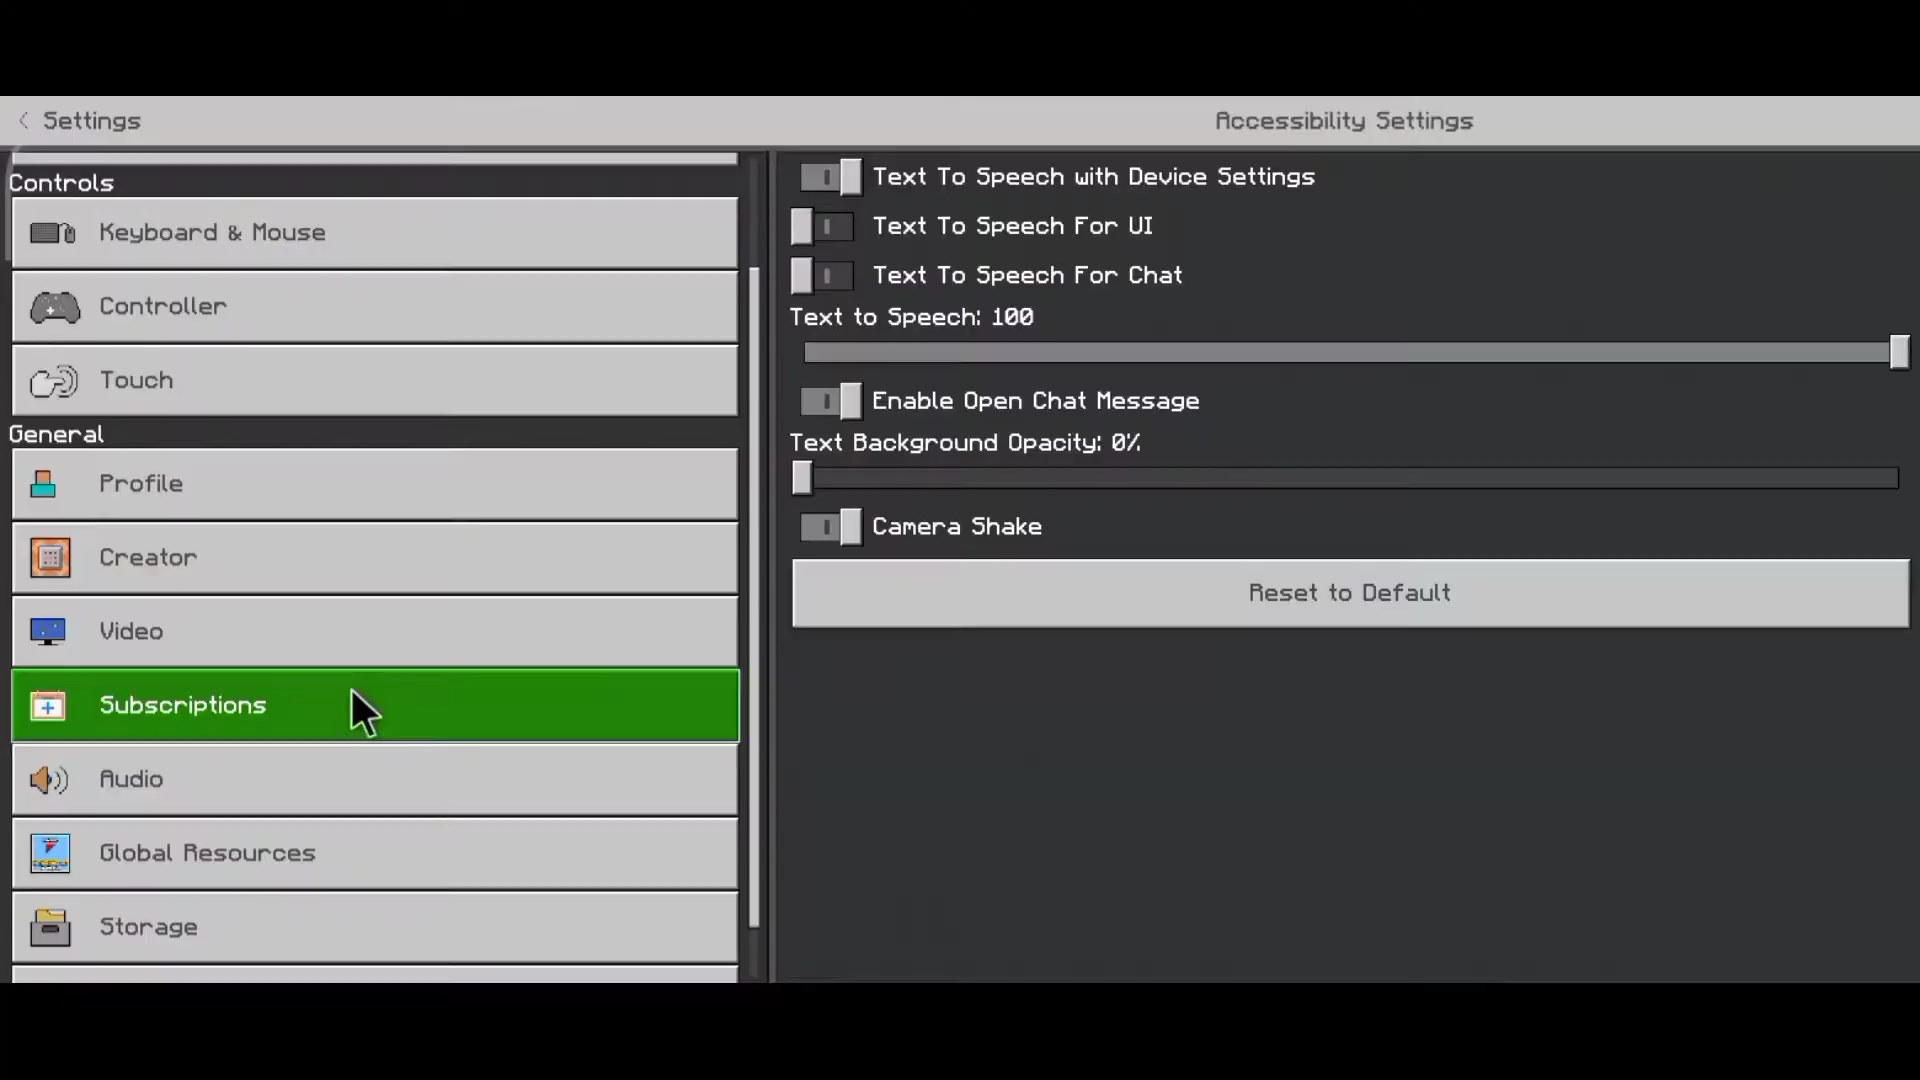 Settings
Accessibility Settings
Controls
Keyboard & Mouse
Controller
Touch
General
Profile
Creator
Video
Subscriptions
Audio
Global Resources
Storage
Text To Speech with Device Settings
Text To Speech For UI
Text To Speech For Chat
Text to Speech: 100
Enable Open Chat Message
Text Background Opacity: 0%
Camera Shake
Reset to Default